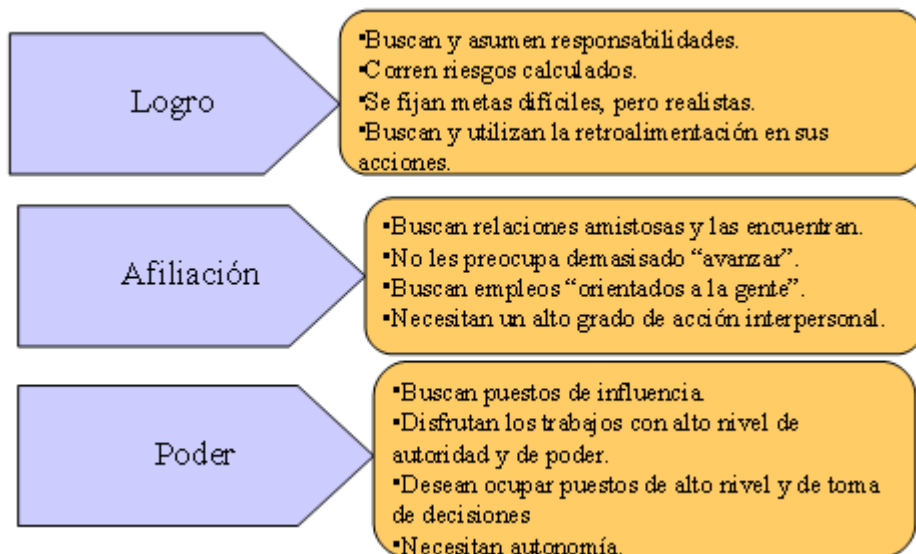 Logro
▪Buscan y asumen responsabilidades.
▪Corren riesgos calculados.
▪Se fijan metas difíciles, pero realistas.
▪Buscan y utilizan la retroalimentación en sus
acciones.
Afiliación
▪Buscan relaciones amistosas y las encuentran.
▪No les preocupa demasisado “avanzar”.
▪Buscan empleos “orientados a la gente”.
▪Necesitan un alto grado de acción interpersonal.
Poder
▪Buscan puestos de influencia.
▪Disfrutan los trabajos con alto nivel de
autoridad y de poder.
▪Desean ocupar puestos de alto nivel y de toma
de decisiones
▪Necesitan autonomía.